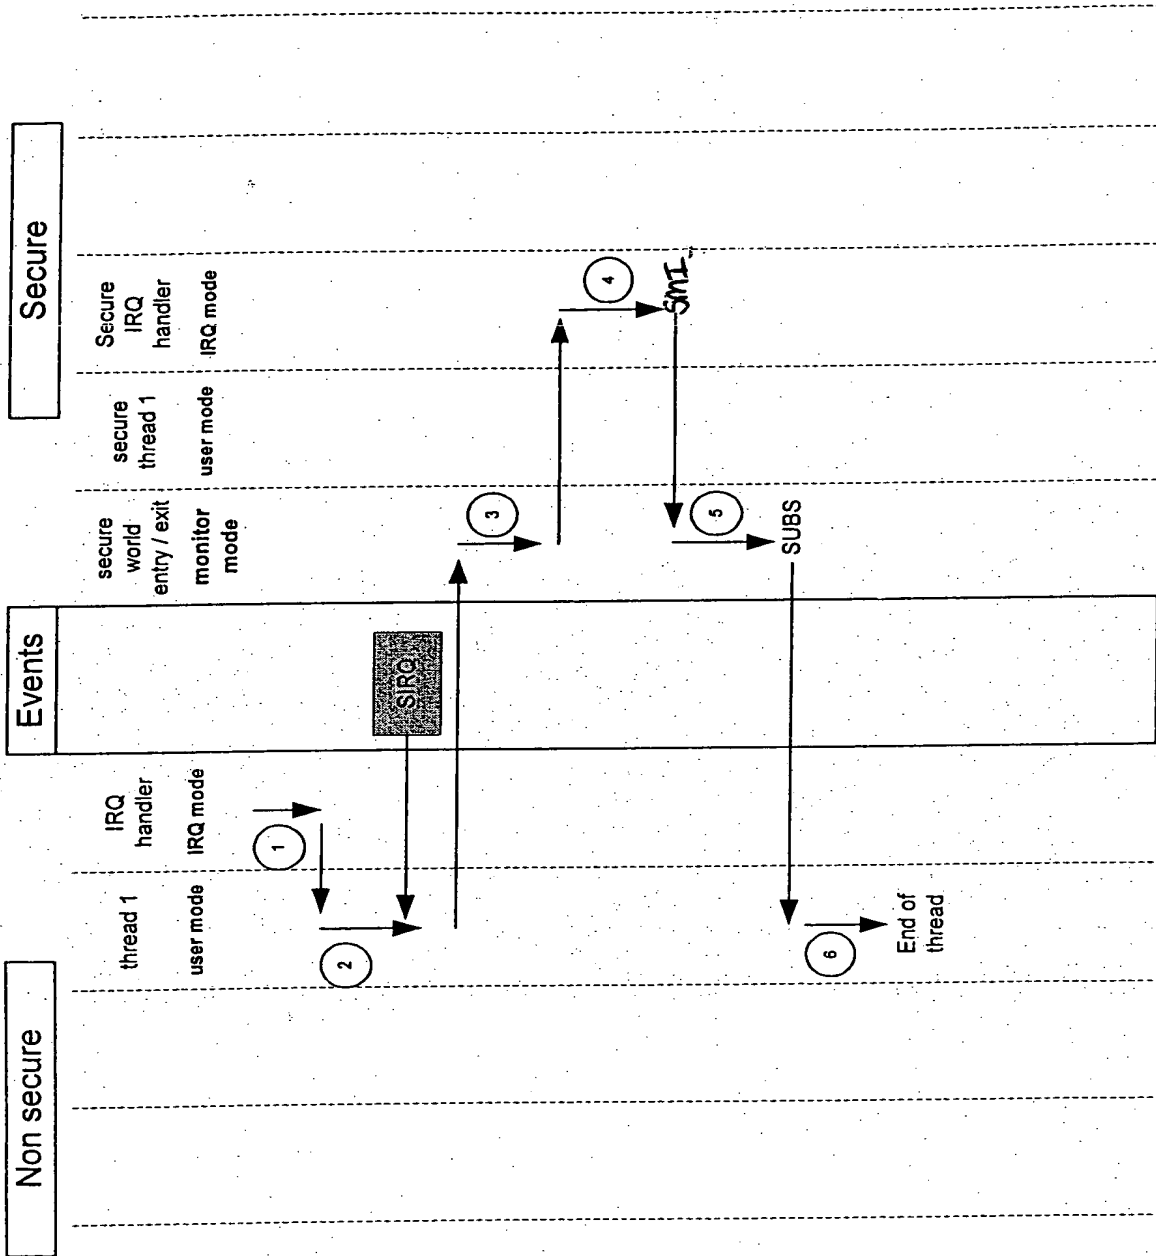 Non secure
Events
Secure
thread 1
user mode
IRQ
handler
IRQ mode
secure
world
entry / exit
monitor
mode
secure
thread 1
user mode
Secure
IRQ
handler
IRQ mode
1
2
SIRQ
3
4
SMI
5
SUBS
6
End of
thread